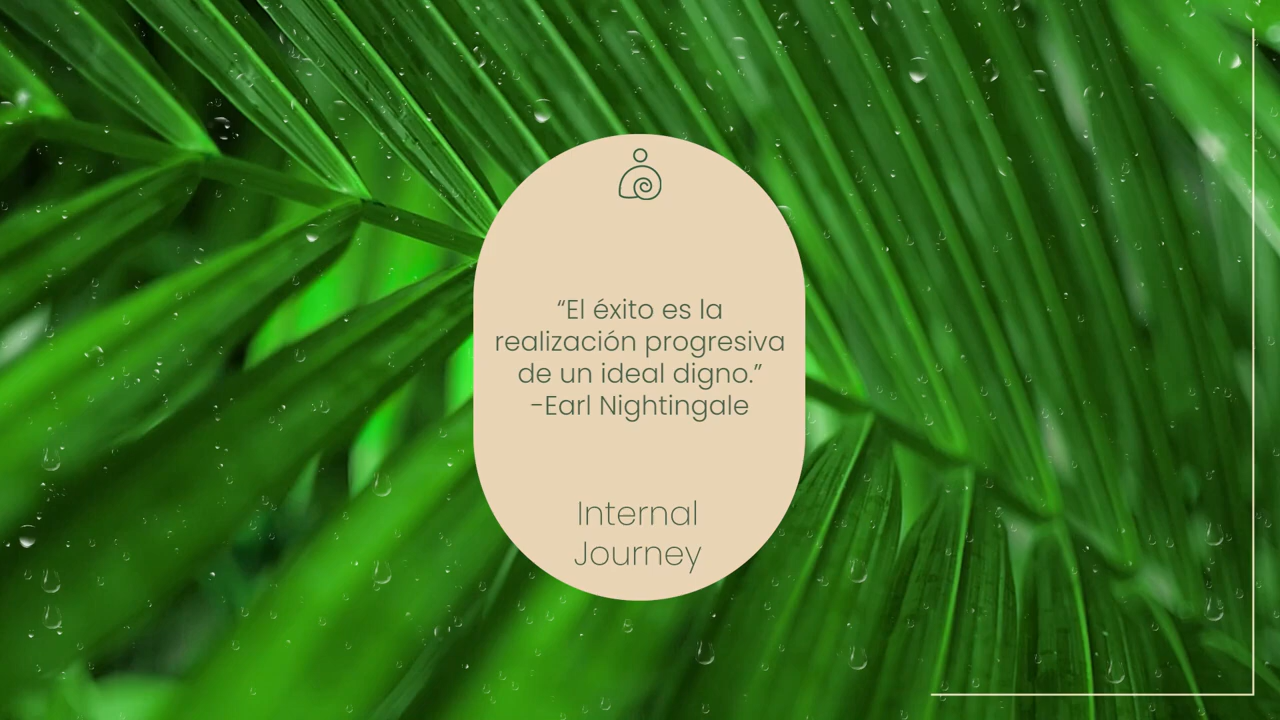 “El éxito es la
realización progresiva
de un ideal digno.”
-Earl Nightingale
Internal
Journey